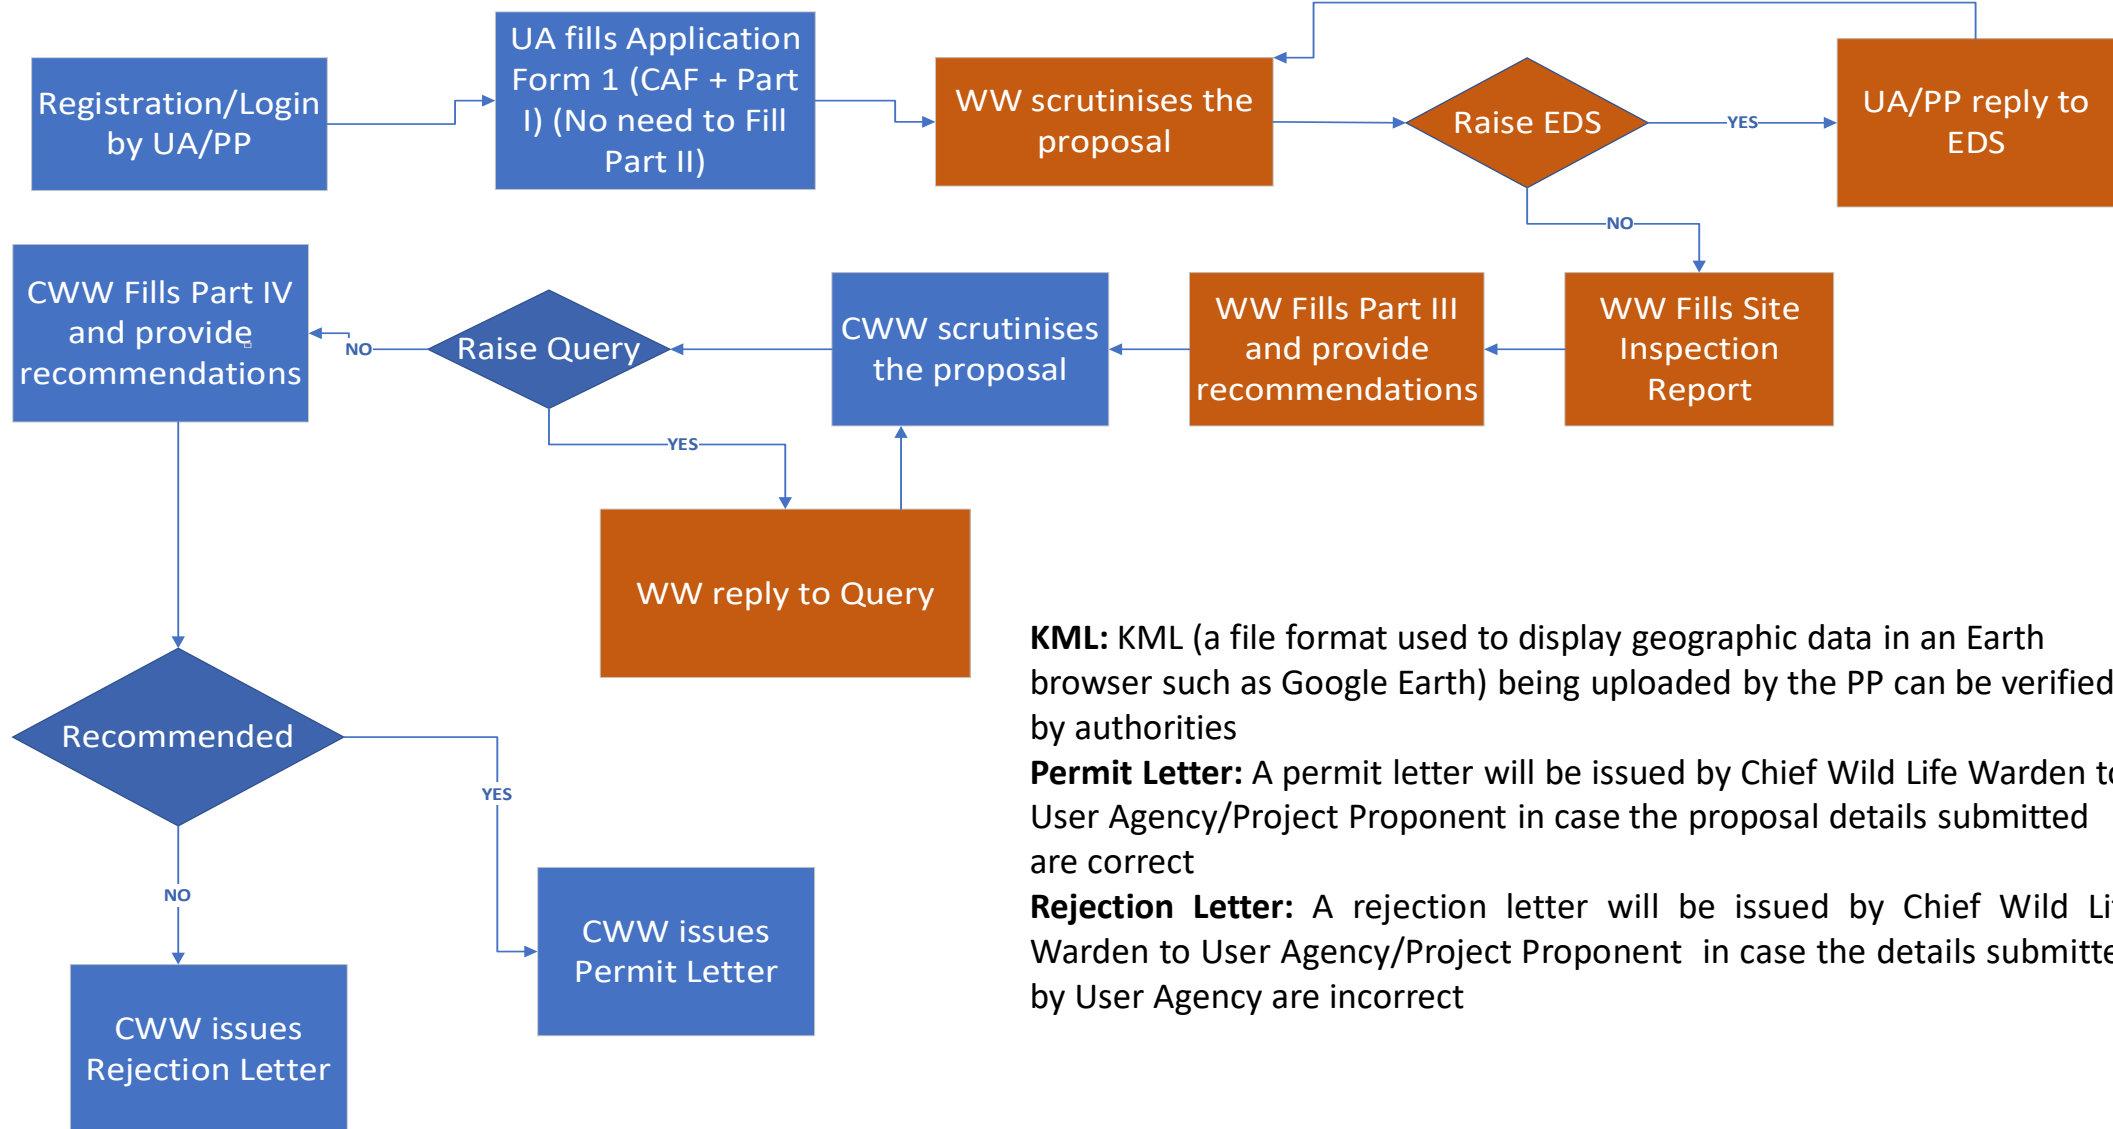 Registration/Login
by UA/PP
UA fills Application
Form 1 (CAF + Part
I) (No need to Fill
Part II)
WW scrutinises the
proposal
Raise EDS
YES
UA/PP reply to
EDS
NO
CWW Fills Part IV
and provide
recommendations
NO
Raise Query
CWW scrutinises
the proposal
WW Fills Part III
and provide
recommendations
WW Fills Site
Inspection
Report
YES
WW reply to Query
Recommended
YES
NO
CWW issues
Permit Letter
CWW issues
Rejection Letter
KML: KML (a file format used to display geographic data in an Earth
browser such as Google Earth) being uploaded by the PP can be verified
by authorities
Permit Letter: A permit letter will be issued by Chief Wild Life Warden to
User Agency/Project Proponent in case the proposal details submitted
are correct
Rejection Letter: A rejection letter will be issued by Chief Wild
Warden to User Agency/Project Proponent in case the details
by User Agency are incorrect